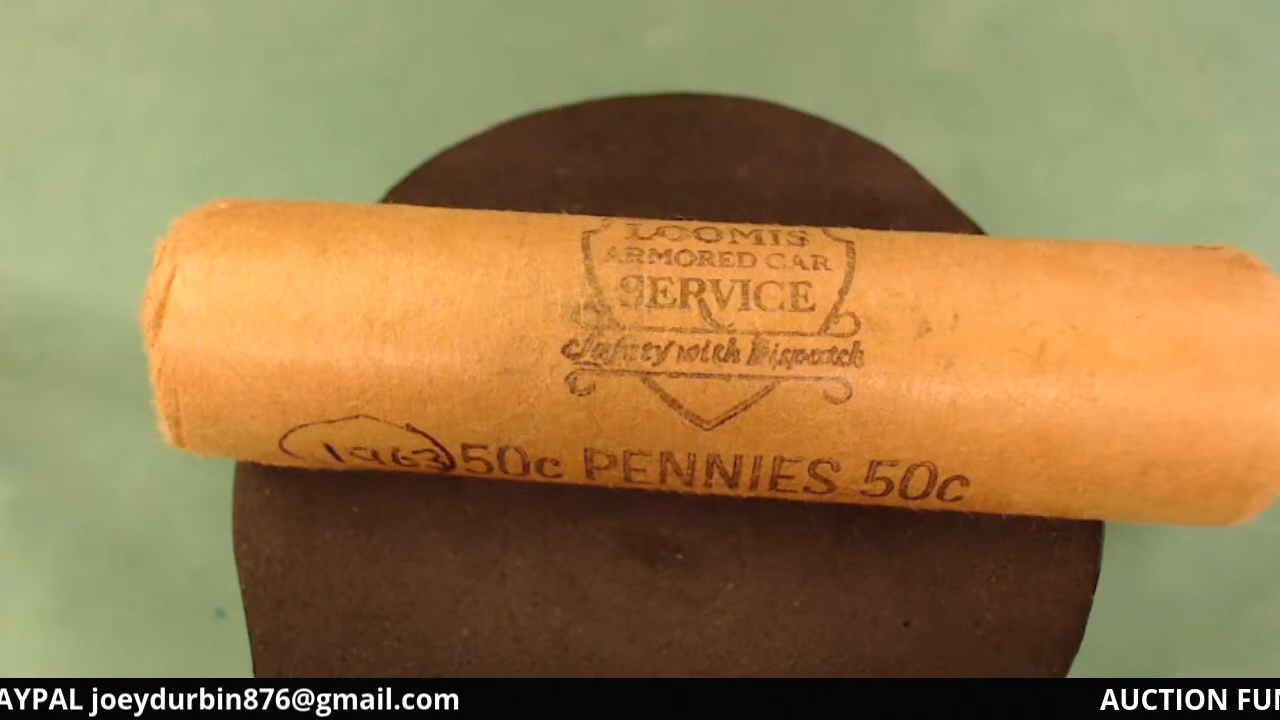 LOOMIS
ARMORED CAR
SERVICE
Safety with Dispatch
1963 50c PENNIES 50c
AYPAL joeydurbin876@gmail.com AUCTION FUN